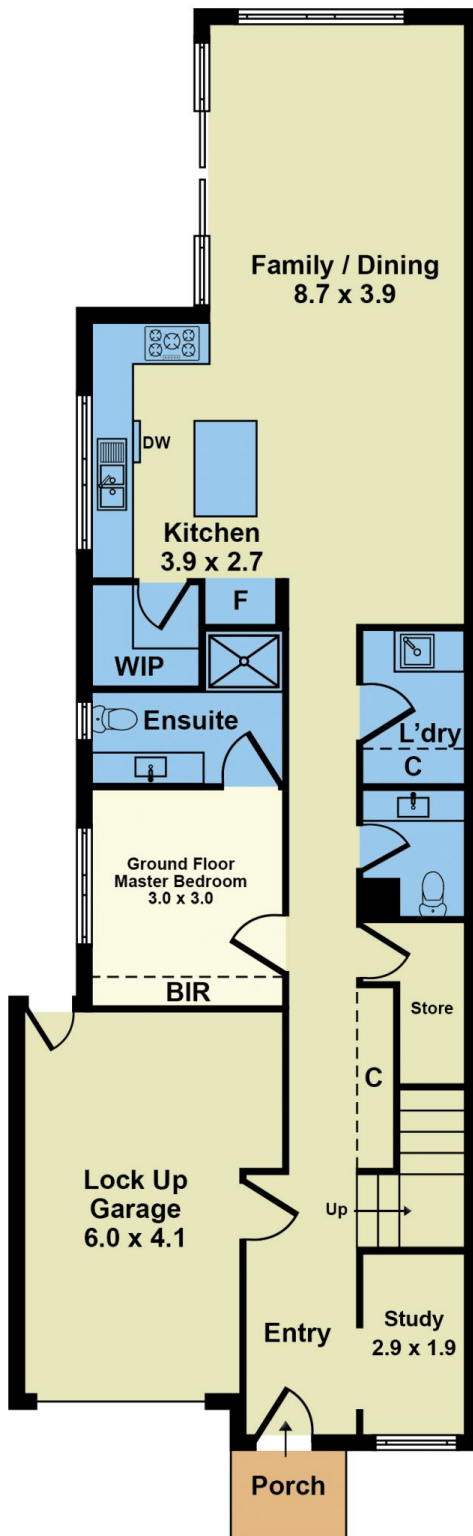 Family / Dining
8.7 x 3.9
DW
Kitchen
3.9 x 2.7
F
WIP
Ensuite
L'dry
C
Ground Floor
Master Bedroom
3.0 x 3.0
BIR
Store
C
Lock Up
Garage
6.0 x 4.1
Up
Entry
Study
2.9 x 1.9
Porch